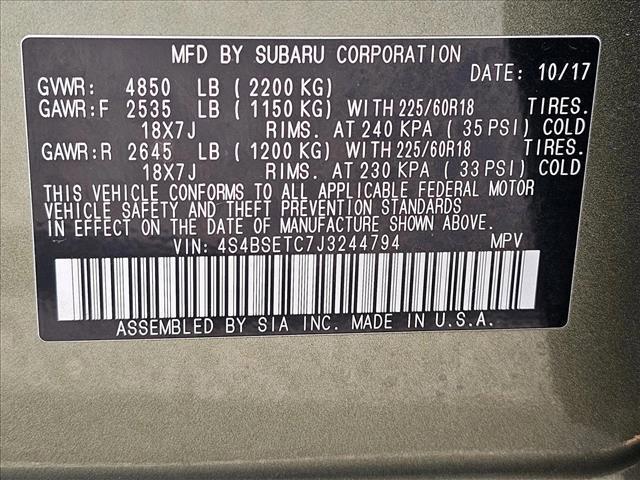 MFD BY SUBARU CORPORATION
DATE: 10/17
GVWR: 4850 LB (2200 KG)
GAWR:F 2535 LB (1150 KG) WITH 225/60R18 TIRES.
18X7J RIMS. AT 240 KPA (35 PSI) COLD
GAWR:R 2645 LB (1200 KG) WITH 225/60R18 TIRES.
18X7J RIMS. AT 230 KPA (33 PSI) COLD
THIS VEHICLE CONFORMS TO ALL APPLICABLE FEDERAL MOTOR
VEHICLE SAFETY AND THEFT PREVENTION STANDARDS
IN EFFECT ON THE DATE OF MANUFACTURE SHOWN ABOVE.
VIN: 4S4BSETC7J3244794 MPV
ASSEMBLED BY SIA INC. MADE IN U.S.A.